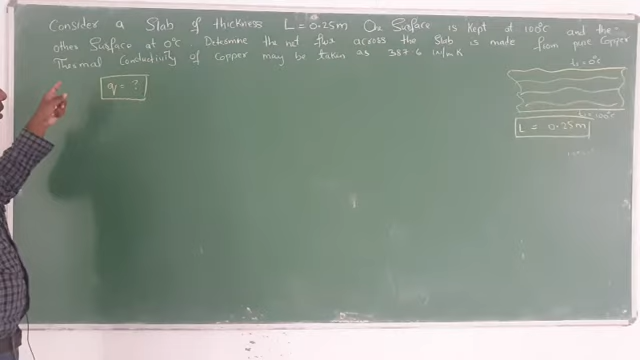 Consider a Slab of thickness L = 0.25m One Surface is Kept at 100°C and the
other Surface at 0°C. Determine the net flux across the Slab is made from pure Copper
Thermal Conductivity of Copper may be taken as 387.6 W/mK
q = ?
t₂ = 0°C
t₁ = 100°C
L = 0.25m